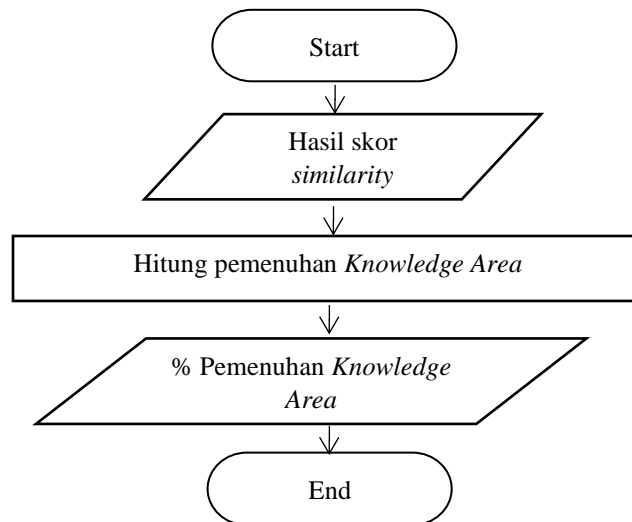 Start
Hasil skor
similarity
Hitung pemenuhan Knowledge Area
% Pemenuhan Knowledge
Area
End